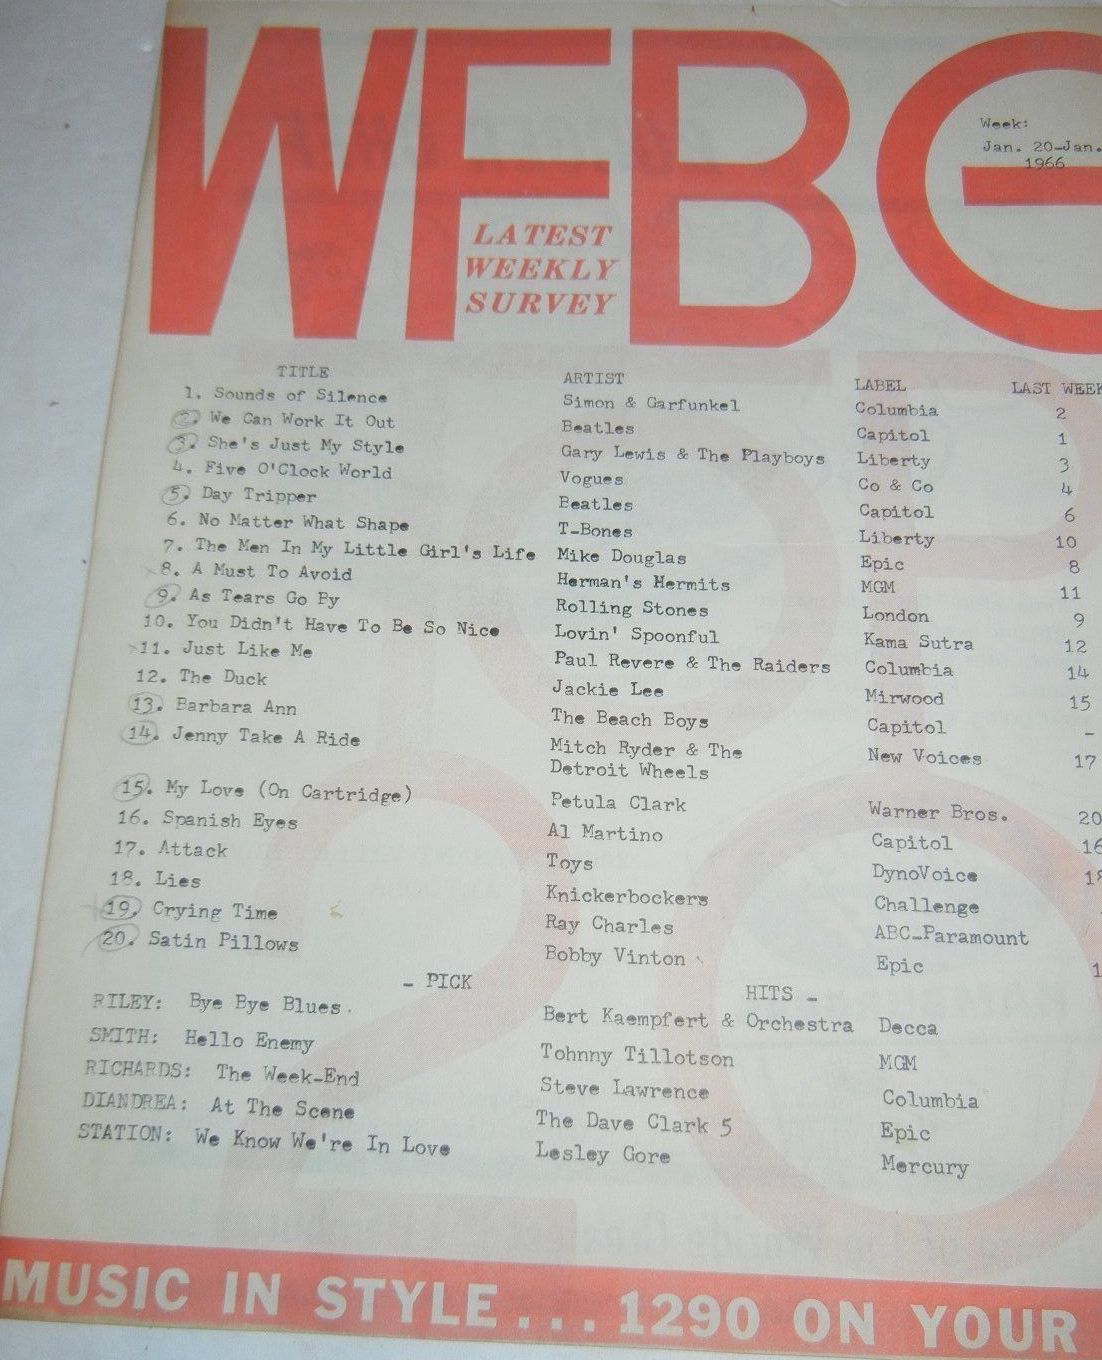 WFBG
Week:
Jan. 20-Jan.
1966
LATEST
WEEKLY
SURVEY
TITLE ARTIST LABEL LAST WEEK
1. Sounds of Silence Simon & Garfunkel Columbia 2
2. We Can Work It Out Beatles Capitol 1
3. She's Just My Style Gary Lewis & The Playboys Liberty 3
4. Five O'Clock World Vogues Co & Co 4
5. Day Tripper Beatles Capitol 6
6. No Matter What Shape T-Bones Liberty 10
7. The Men In My Little Girl's Life Mike Douglas Epic 8
8. A Must To Avoid Herman's Hermits MGM 11
9. As Tears Go By Rolling Stones London 9
10. You Didn't Have To Be So Nice Lovin' Spoonful Kama Sutra 12
11. Just Like Me Paul Revere & The Raiders Columbia 14
12. The Duck Jackie Lee Mirwood 15
13. Barbara Ann The Beach Boys Capitol -
14. Jenny Take A Ride Mitch Ryder & The New Voices 17
Detroit Wheels
15. My Love (On Cartridge) Petula Clark Warner Bros. 20
16. Spanish Eyes Al Martino Capitol 16
17. Attack Toys DynoVoice 18
18. Lies Knickerbockers Challenge
19. Crying Time Ray Charles ABC-Paramount
20. Satin Pillows Bobby Vinton Epic 1
- PICK HITS -
RILEY: Bye Bye Blues Bert Kaempfert & Orchestra Decca
SMITH: Hello Enemy Tohnny Tillotson MGM
RICHARDS: The Week-End Steve Lawrence Columbia
DIANDREA: At The Scene The Dave Clark 5 Epic
STATION: We Know We're In Love Lesley Gore Mercury
MUSIC IN STYLE... 1290 ON YOUR